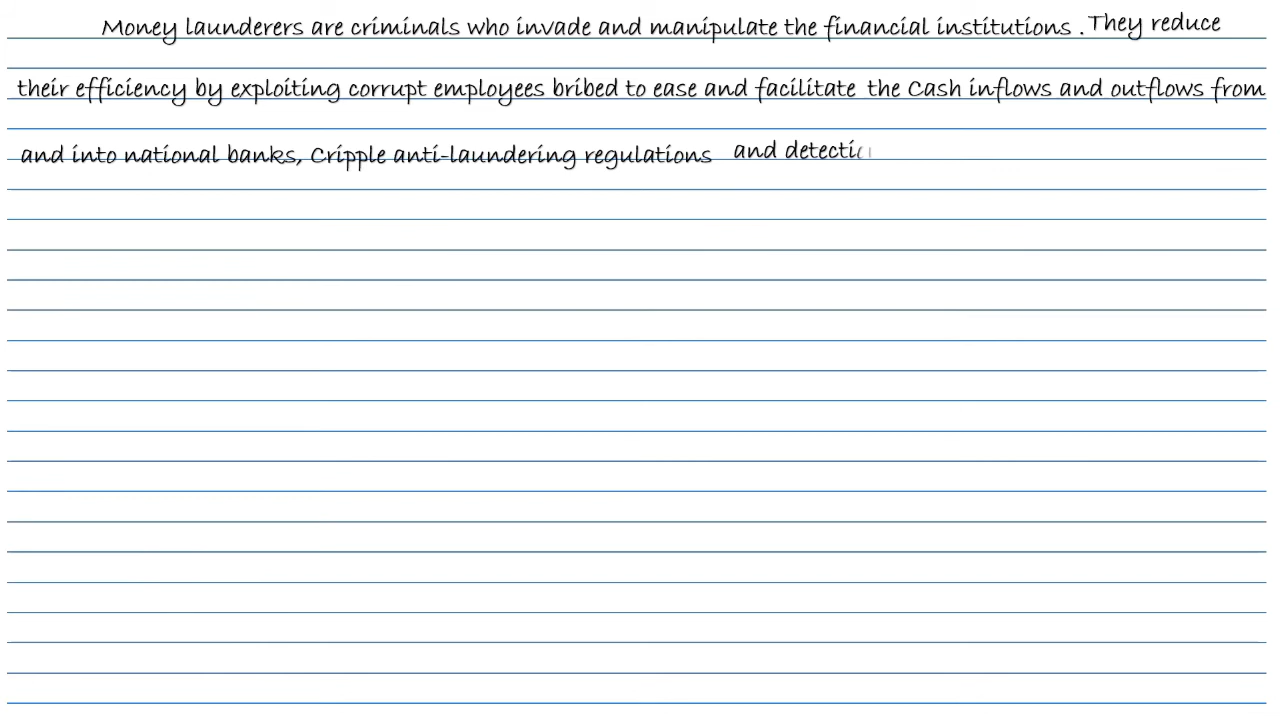 Money launderers are criminals who invade and manipulate the financial institutions . They reduce
their efficiency by exploiting corrupt employees bribed to ease and facilitate the Cash inflows and outflows from
and into national banks, Cripple anti-laundering regulations and